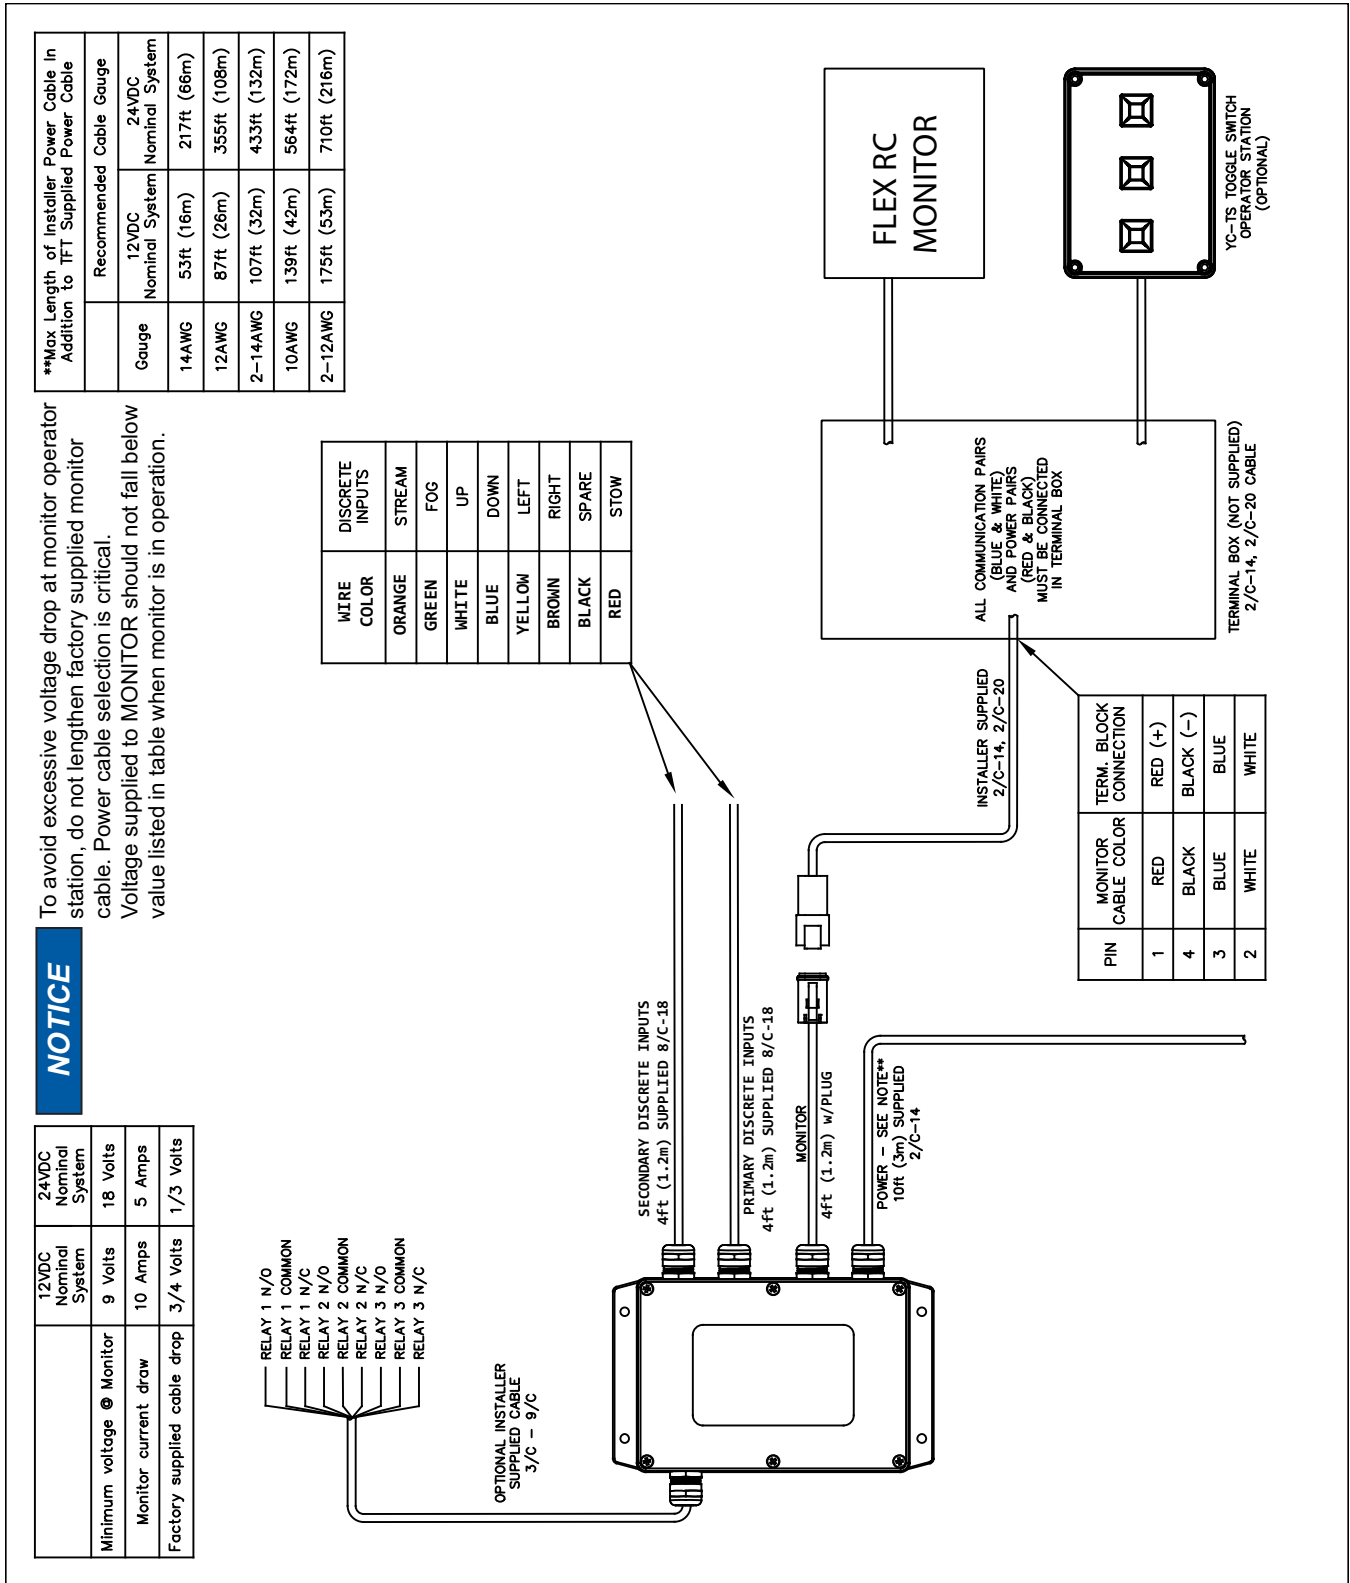 12VDC Nominal System
24VDC Nominal System
Minimum voltage @ Monitor
9 Volts
18 Volts
Monitor current draw
10 Amps
5 Amps
Factory supplied cable drop
3/4 Volts
1/3 Volts
NOTICE
To avoid excessive voltage drop at monitor operator
station, do not lengthen factory supplied monitor
cable. Power cable selection is critical.
Voltage supplied to MONITOR should not fall below
value listed in table when monitor is in operation.
**Max Length of Installer Power Cable In
Addition to TFT Supplied Power Cable
Recommended Cable Gauge
Gauge
12VDC
Nominal System
24VDC
Nominal System
14AWG
53ft (16m)
217ft (66m)
12AWG
87ft (26m)
355ft (108m)
2-14AWG
107ft (32m)
433ft (132m)
10AWG
139ft (42m)
564ft (172m)
2-12AWG
175ft (53m)
710ft (216m)
RELAY 1 N/O
RELAY 1 COMMON
RELAY 1 N/C
RELAY 2 N/O
RELAY 2 COMMON
RELAY 2 N/C
RELAY 3 N/O
RELAY 3 COMMON
RELAY 3 N/C
OPTIONAL INSTALLER
SUPPLIED CABLE
3/C - 9/C
WIRE
COLOR
DISCRETE
INPUTS
ORANGE
STREAM
GREEN
FOG
WHITE
UP
BLUE
DOWN
YELLOW
LEFT
BROWN
RIGHT
BLACK
SPARE
RED
STOW
SECONDARY DISCRETE INPUTS
4ft (1.2m) SUPPLIED 8/C-18
PRIMARY DISCRETE INPUTS
4ft (1.2m) SUPPLIED 8/C-18
MONITOR
4ft (1.2m) w/PLUG
POWER - SEE NOTE**
10ft (3m) SUPPLIED
2/C-14
INSTALLER SUPPLIED
2/C-14, 2/C-20
ALL COMMUNICATION PAIRS
(BLUE & WHITE)
AND POWER PAIRS
(RED & BLACK)
MUST BE CONNECTED
IN TERMINAL BOX
TERMINAL BOX (NOT SUPPLIED)
2/C-14, 2/C-20 CABLE
FLEX RC
MONITOR
YC-TS TOGGLE SWITCH
OPERATOR STATION
(OPTIONAL)
PIN
MONITOR
CABLE COLOR
TERM. BLOCK
CONNECTION
1
RED
RED (+)
4
BLACK
BLACK (-)
3
BLUE
BLUE
2
WHITE
WHITE